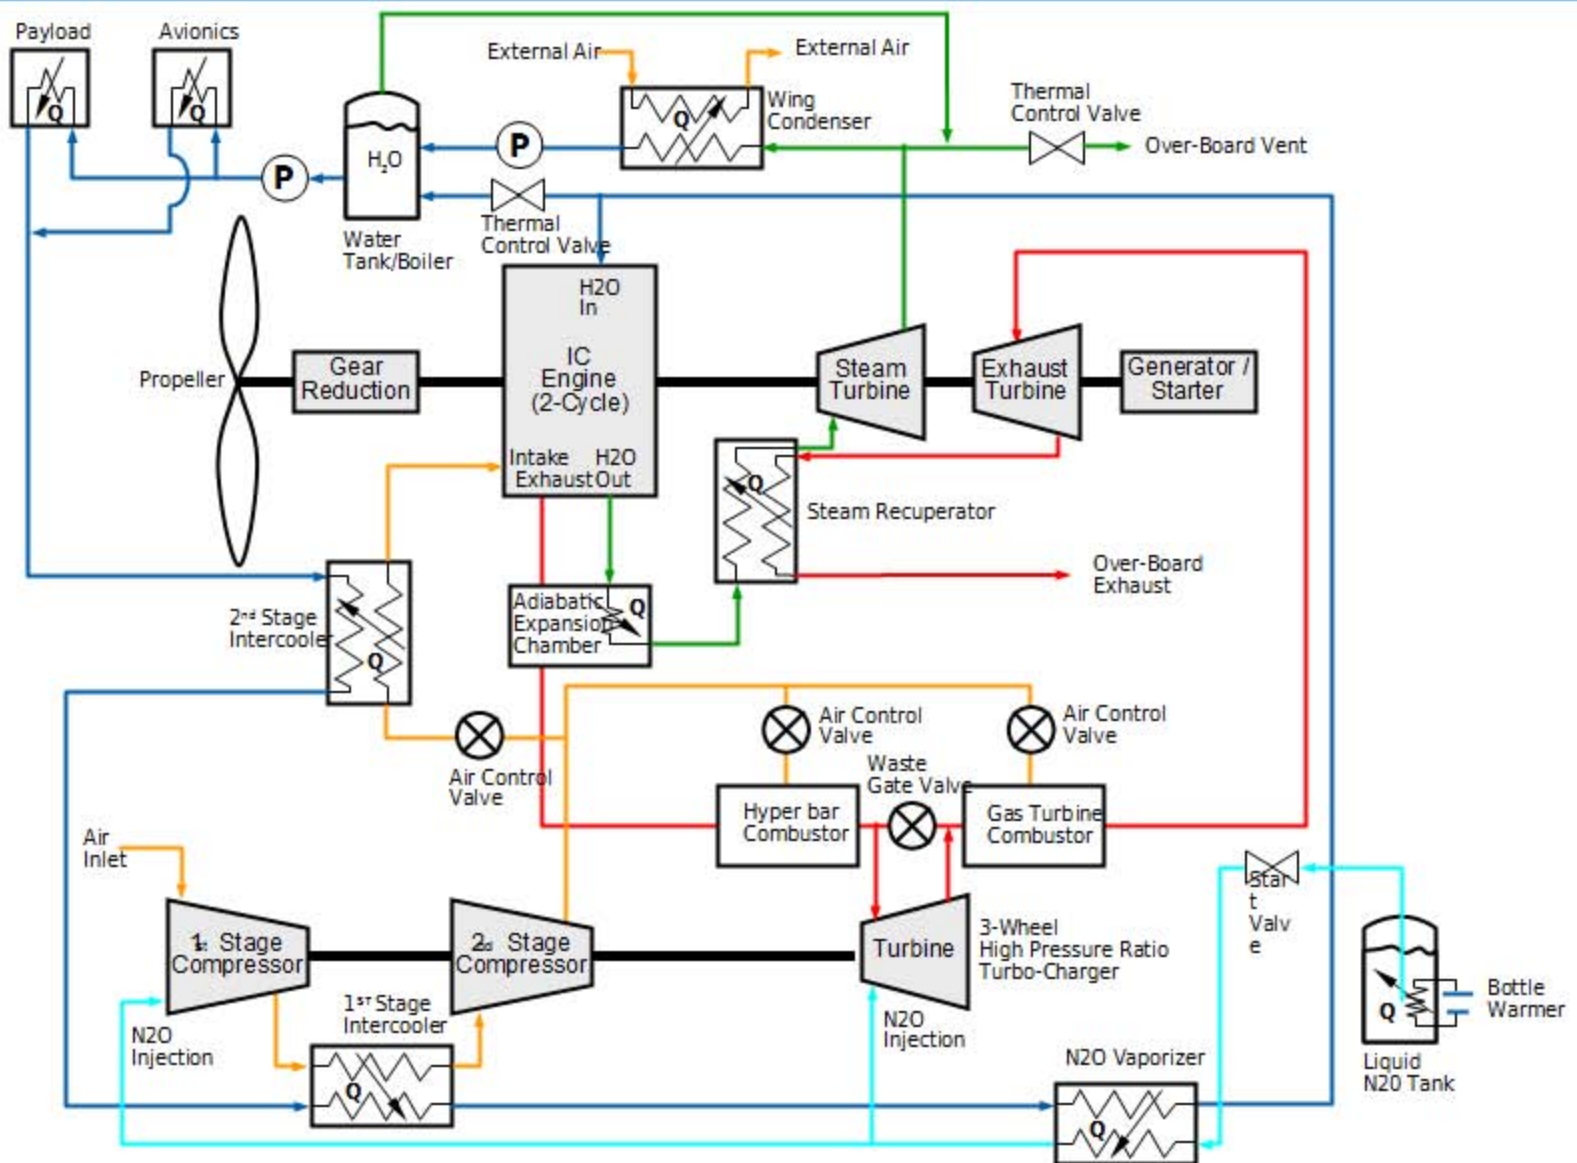 Payload
Avionics
External Air
External Air
Q
Q
Q
Wing
Condenser
Thermal
Control Valve
Over-Board Vent
P
P
H2O
Water
Tank/Boiler
Thermal
Control Valve
H2O
In
IC
Engine
(2-Cycle)
Intake
Exhaust
H2O
Out
Propeller
Gear
Reduction
Steam
Turbine
Exhaust
Turbine
Generator /
Starter
Q
Steam Recuperator
Over-Board
Exhaust
2nd Stage
Intercooler
Q
Adiabatic
Expansion
Chamber
Q
Air Control
Valve
Air Control
Valve
Air Control
Valve
Waste
Gate Valve
Hyper bar
Combustor
Gas Turbine
Combustor
Air
Inlet
Star
t
Valv
e
1st Stage
Compressor
2nd Stage
Compressor
Turbine
3-Wheel
High Pressure Ratio
Turbo-Charger
1ST Stage
Intercooler
Q
N2O
Injection
N2O
Injection
N2O Vaporizer
Q
Q
Bottle
Warmer
Liquid
N20 Tank